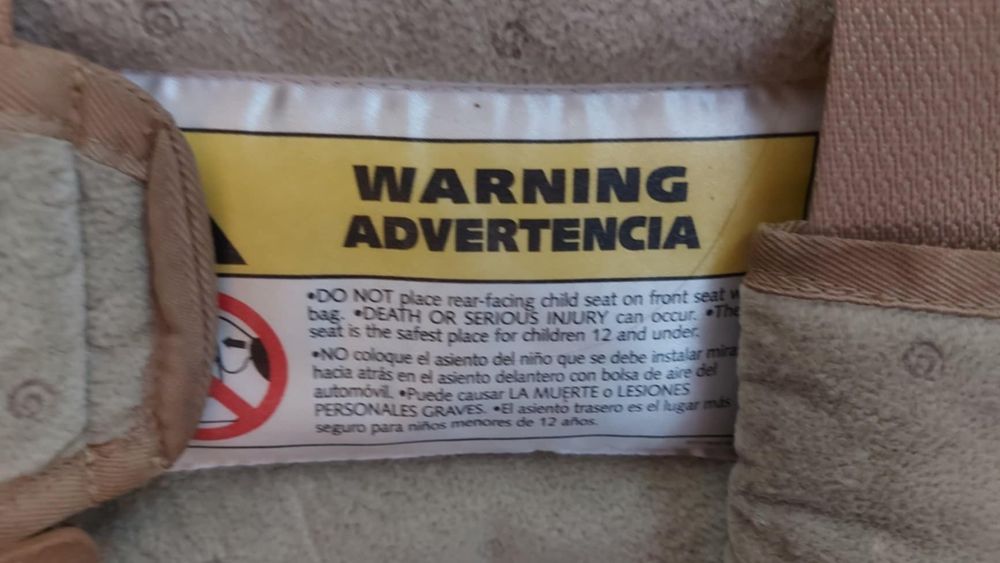 WARNING
ADVERTENCIA
•DO NOT place rear-facing child seat on front seat
bag. •DEATH OR SERIOUS INJURY can occur. •The
seat is the safest place for children 12 and under.
•NO coloque el asiento del niño que se debe instalar
hacia atrás en el asiento delantero con bolsa de aire del
automóvil. •Puede causar LA MUERTE o LESIONES
PERSONALES GRAVES. •El asiento trasero es el lugar más
seguro para niños menores de 12 años.